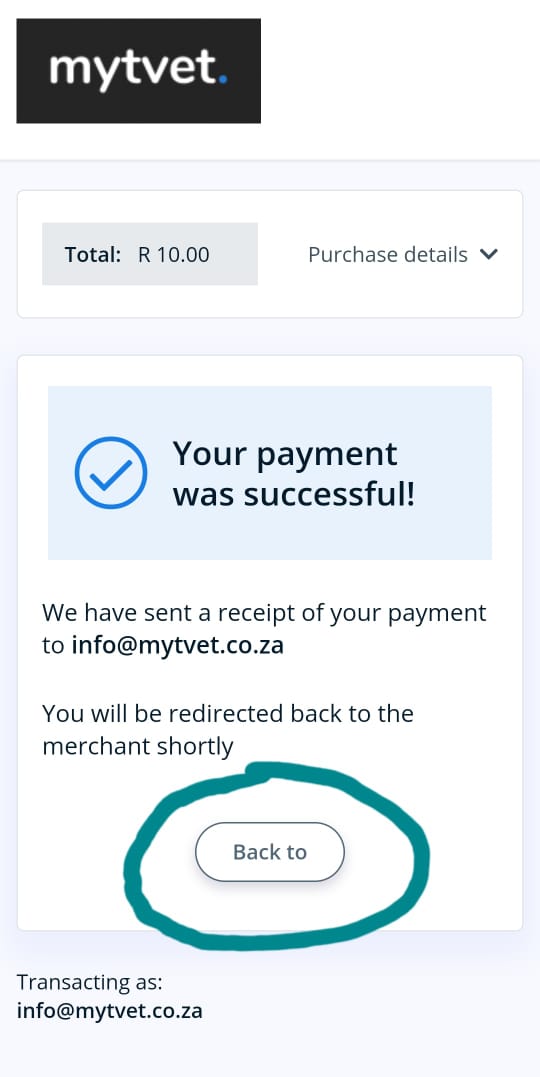 mytvet.
Total: R 10.00 Purchase details
Your payment
was successful!
We have sent a receipt of your payment
to info@mytvet.co.za
You will be redirected back to the
merchant shortly
Back to
Transacting as:
info@mytvet.co.za